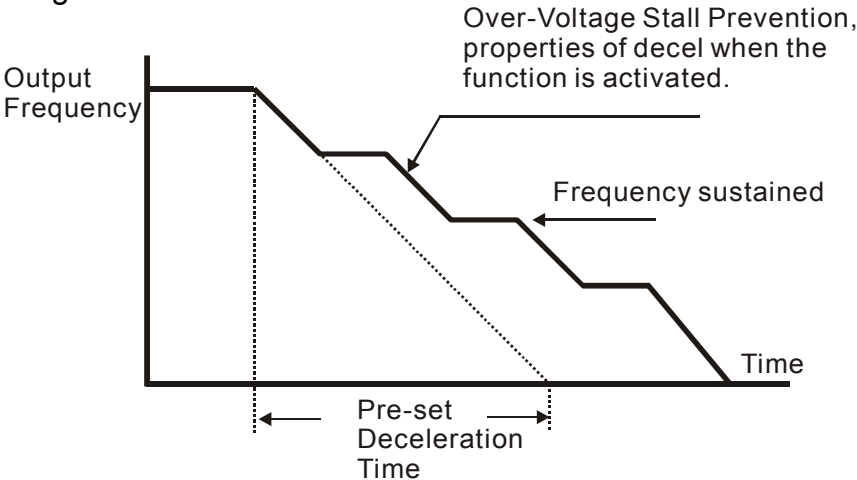 Over-Voltage Stall Prevention,
properties of decel when the
function is activated.
Output
Frequency
Frequency sustained
Time
Pre-set
Deceleration
Time